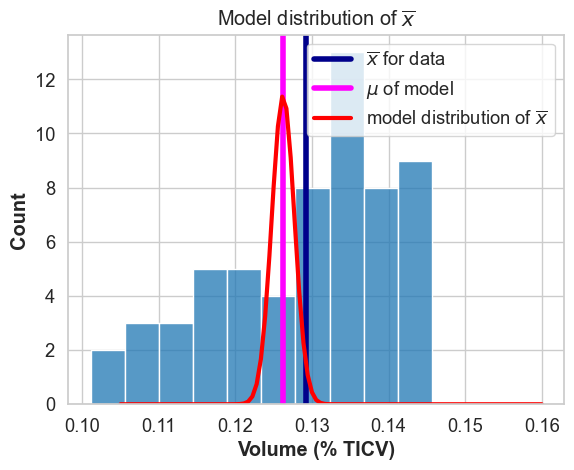 Model distribution of x̅
x̅ for data
μ of model
model distribution of x̅
Count
12
10
8
6
4
2
0
0.10 0.11 0.12 0.13 0.14 0.15 0.16
Volume (% TICV)